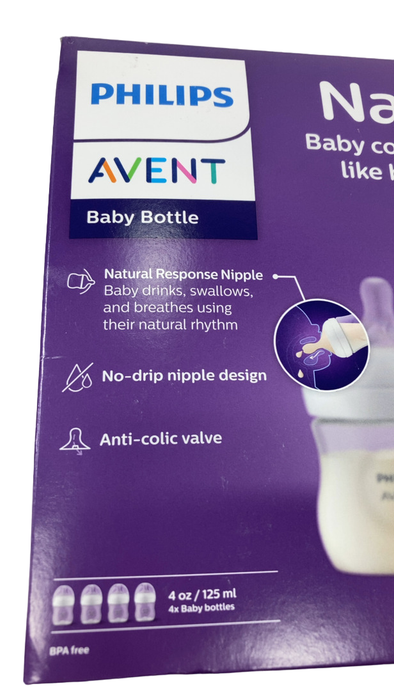 PHILIPS
AVENT
Baby Bottle
Na
Baby co
like
Natural Response Nipple
Baby drinks, swallows,
and breathes using
their natural rhythm
No-drip nipple design
Anti-colic valve
4 oz / 125 ml
4x Baby bottles
BPA free